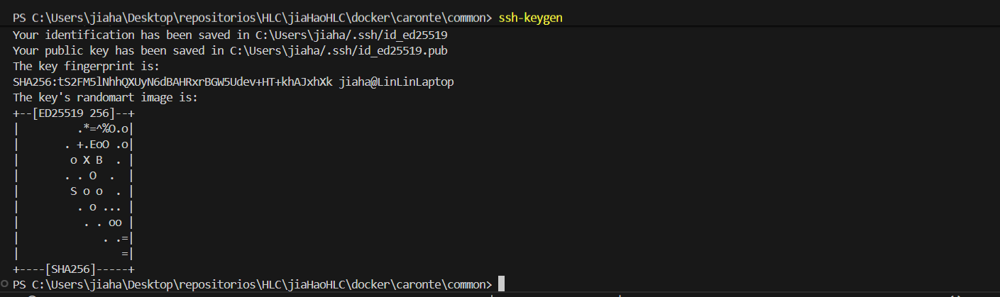 PS C:\Users\jiaha\Desktop\repositorios\HLC\jiaHaoHLC\docker\caronte\common> ssh-keygen
Your identification has been saved in C:\Users\jiaha/.ssh/id_ed25519
Your public key has been saved in C:\Users\jiaha/.ssh/id_ed25519.pub
The key fingerprint is:
SHA256:tS2FM5lNhhQXUyN6dBAHRxrBGW5Udev+HT+khAJxhXk jiaha@LinLinLaptop
The key's randomart image is:
+--[ED25519 256]--+
|         .*=^%O.o|
|       . +.EoO .o|
|        o X B  . |
|       . . O  .  |
|        S o o  . |
|         . o ... |
|          . . oo |
|             . .=|
|                =|
+----[SHA256]-----+
PS C:\Users\jiaha\Desktop\repositorios\HLC\jiaHaoHLC\docker\caronte\common>